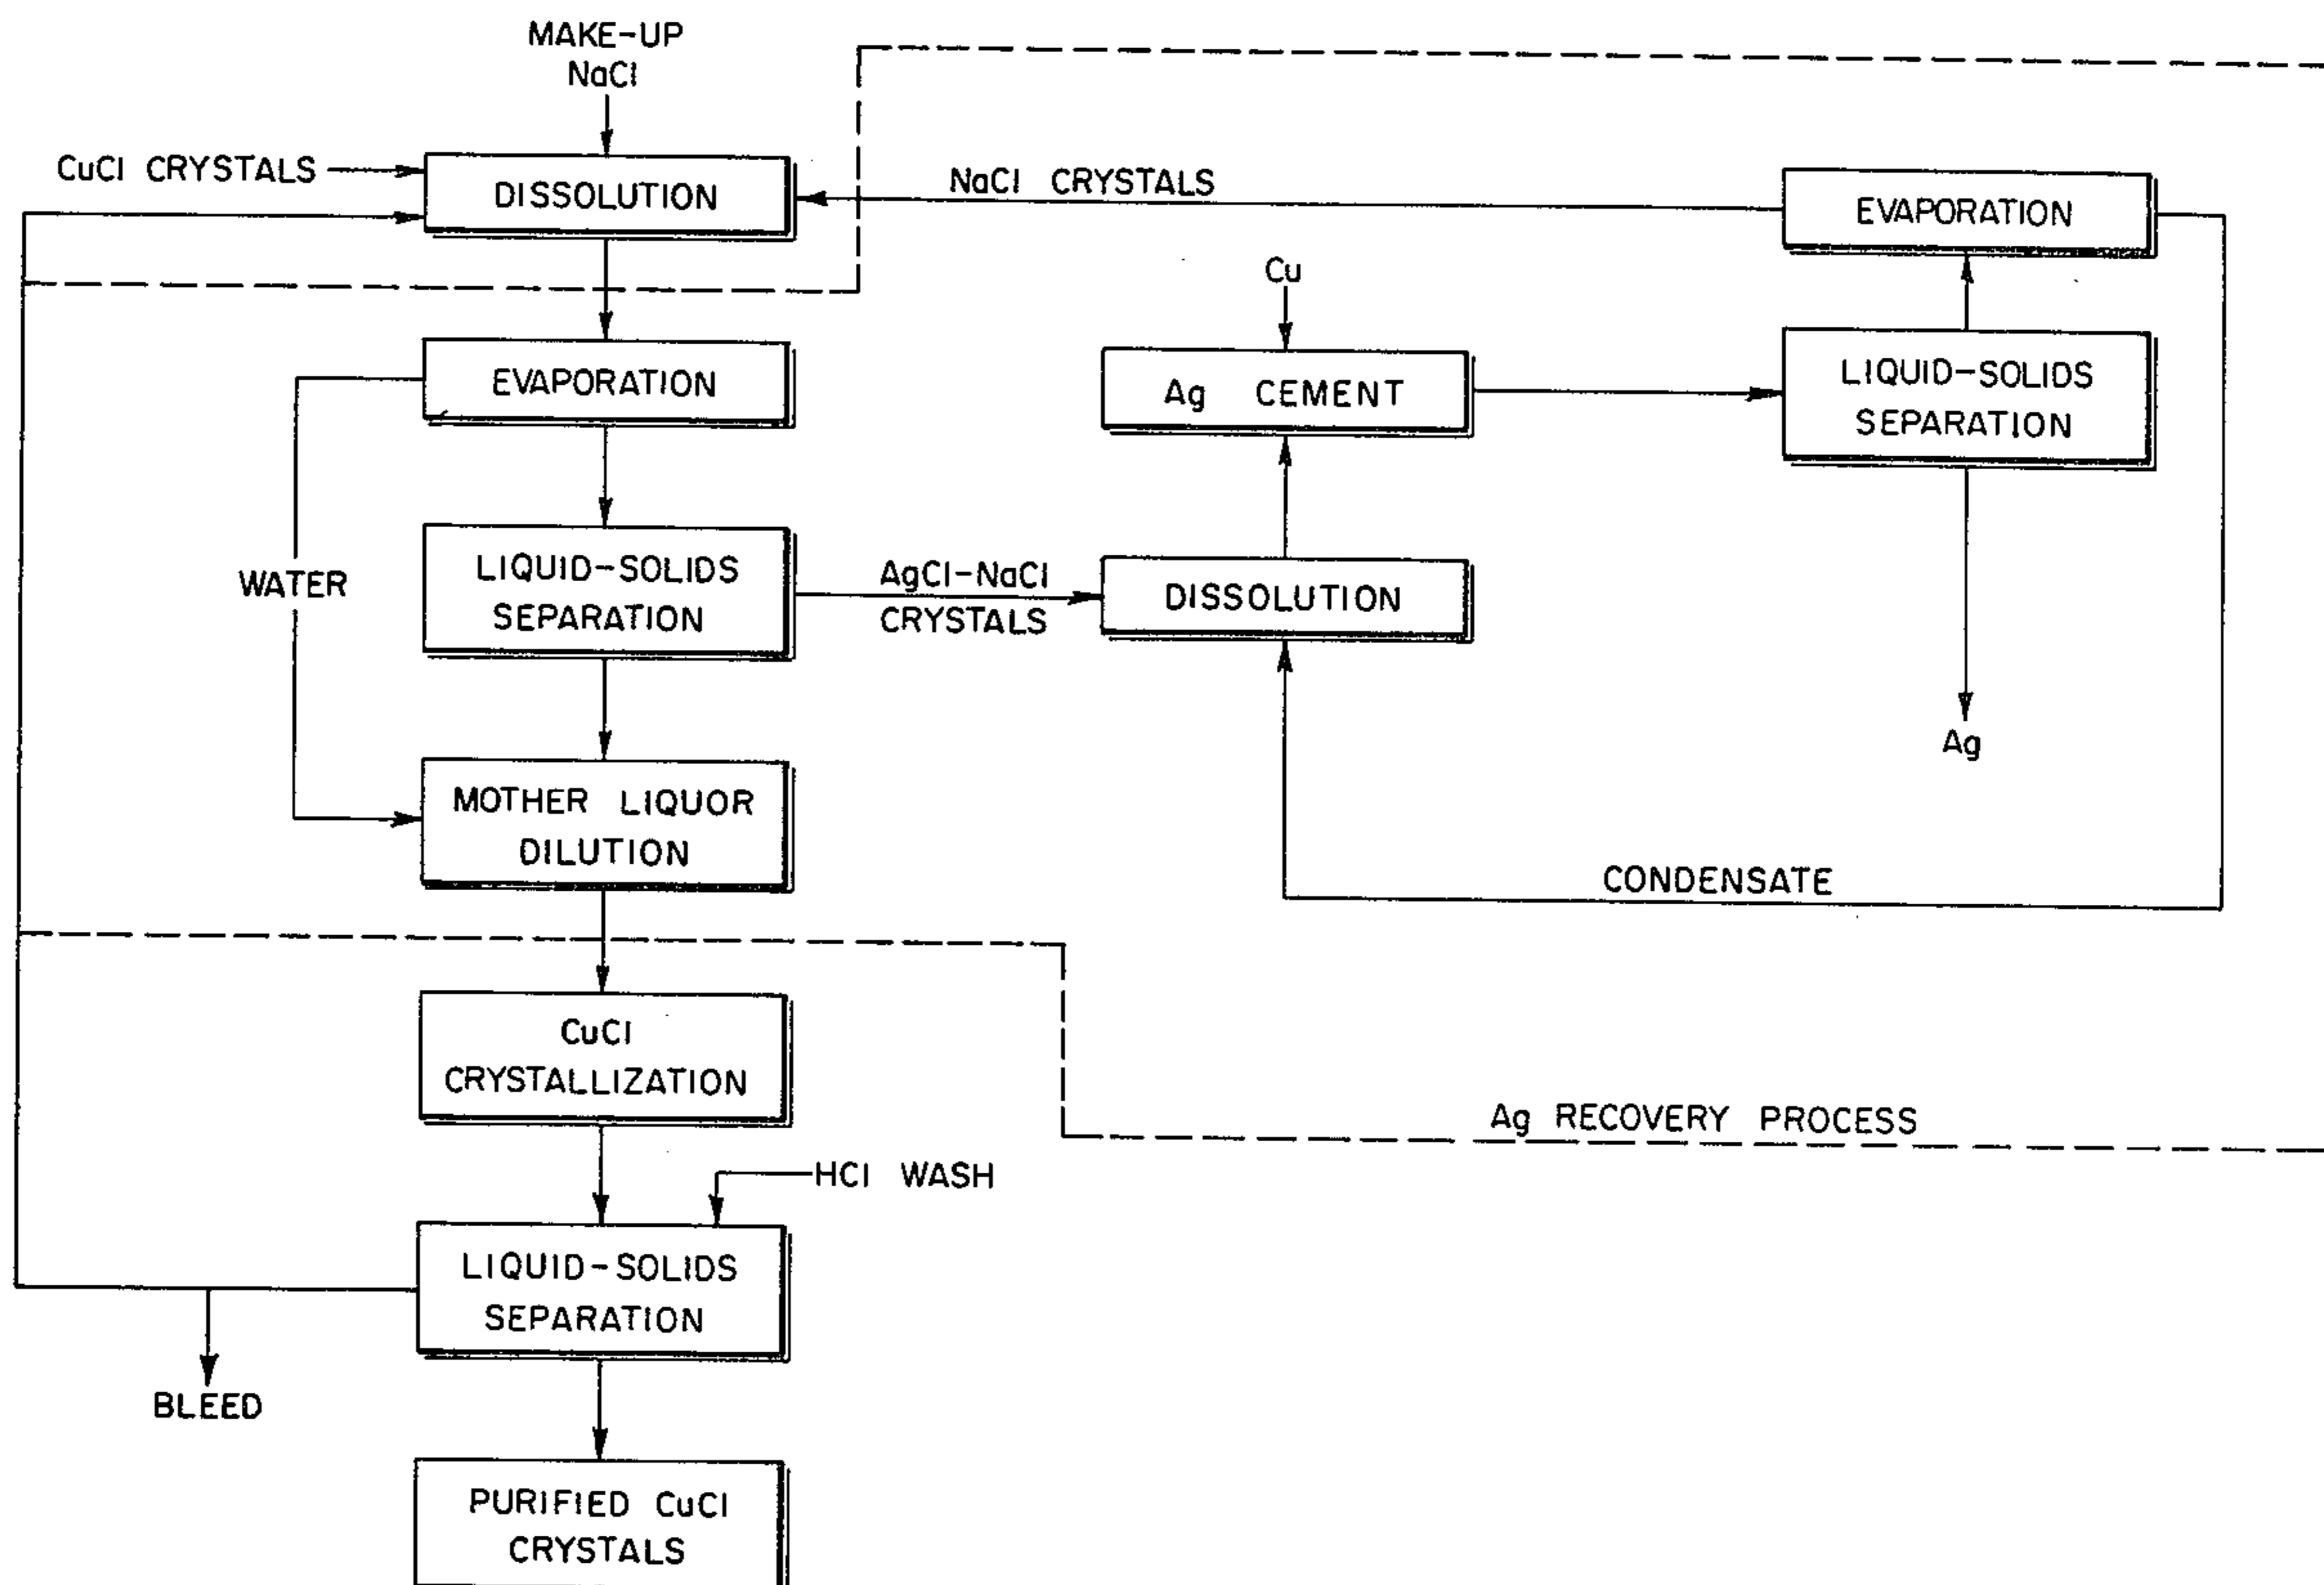 MAKE-UP
NaCl
CuCl CRYSTALS
DISSOLUTION
NaCl CRYSTALS
EVAPORATION
Cu
EVAPORATION
Ag CEMENT
LIQUID-SOLIDS
SEPARATION
WATER
LIQUID-SOLIDS
SEPARATION
AgCl-NaCl
CRYSTALS
DISSOLUTION
Ag
MOTHER LIQUOR
DILUTION
CONDENSATE
CuCl
CRYSTALLIZATION
Ag RECOVERY PROCESS
HCl WASH
LIQUID-SOLIDS
SEPARATION
BLEED
PURIFIED CuCl
CRYSTALS